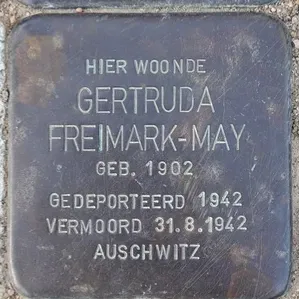 HIER WOONDE
GERTRUDA
FREIMARK-MAY
GEB. 1902
GEDEPORTEERD 1942
VERMOORD 31.8.1942
AUSCHWITZ